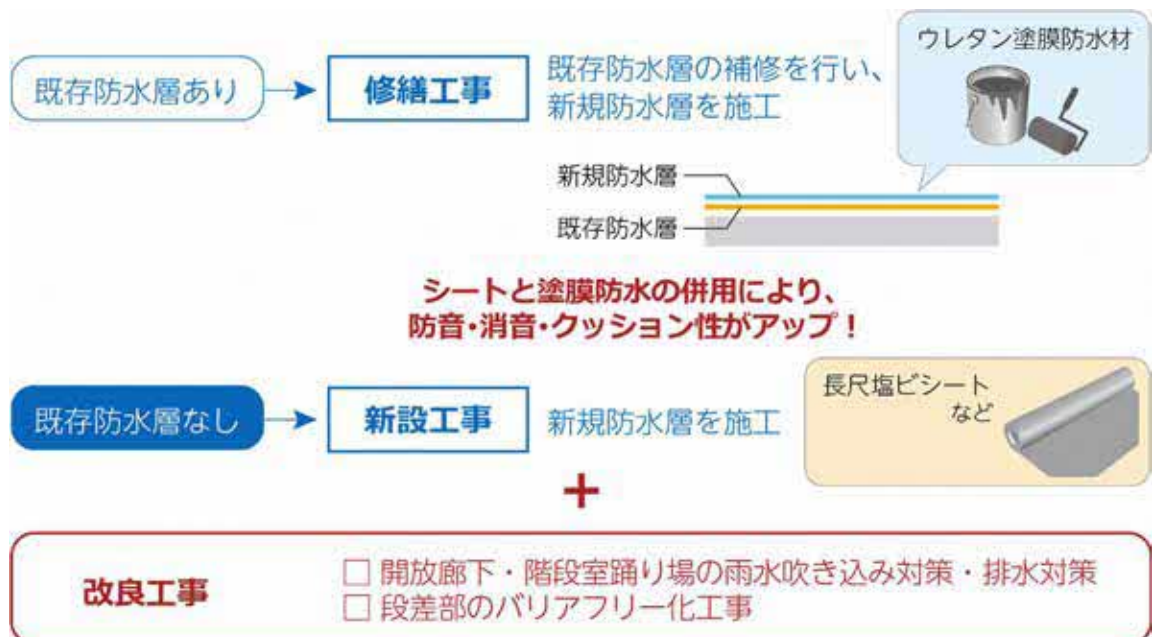 ウレタン塗膜防水材
既存防水層あり
修繕工事
既存防水層の補修を行い、
新規防水層を施工
新規防水層
既存防水層
シートと塗膜防水の併用により、
防音・消音・クッション性がアップ！
長尺塩ビシート
など
既存防水層なし
新設工事
新規防水層を施工
+
改良工事
□ 開放廊下・階段室踊り場の雨水吹き込み対策・排水対策
□ 段差部のバリアフリー化工事